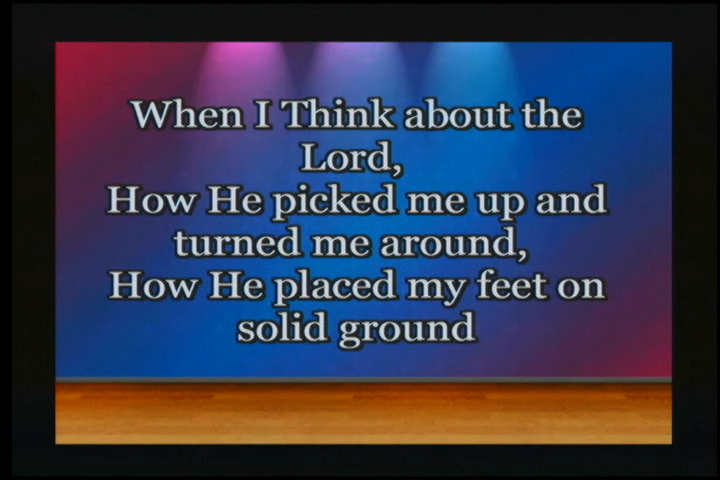 When I Think about the
Lord,
How He picked me up and
turned me around,
How He placed my feet on
solid ground